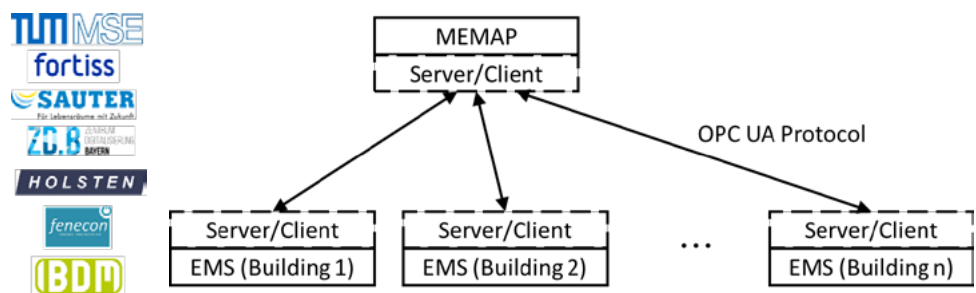 TUM MSE
fortiss
SAUTER
Für Lebensräume mit Zukunft
ZD.B ZENTRUM DIGITALISIERUNG BAYERN
HOLSTEN
fenecon
IBDM
MEMAP
Server/Client
OPC UA Protocol
Server/Client
EMS (Building 1)
Server/Client
EMS (Building 2)
...
Server/Client
EMS (Building n)